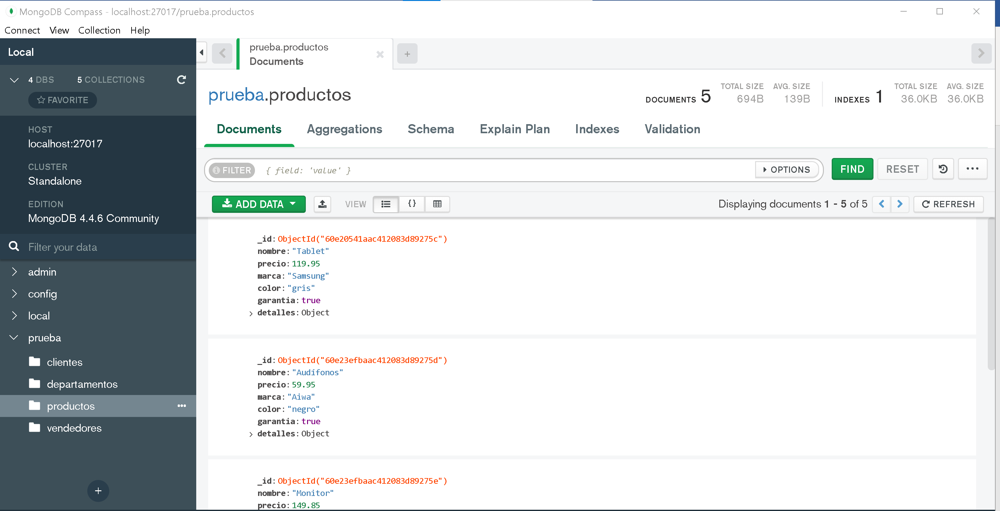 MongoDB Compass - localhost:27017/prueba.productos
Connect View Collection Help
Local
4 DBS 5 COLLECTIONS
FAVORITE
HOST
localhost:27017
CLUSTER
Standalone
EDITION
MongoDB 4.4.6 Community
Filter your data
admin
config
local
prueba
clientes
departamentos
productos
vendedores
prueba.productos
Documents
prueba.productos
DOCUMENTS 5 TOTAL SIZE 694B AVG. SIZE 139B INDEXES 1 TOTAL SIZE 36.0KB AVG. SIZE 36.0KB
Documents Aggregations Schema Explain Plan Indexes Validation
FILTER { field: 'value' } OPTIONS FIND RESET
ADD DATA VIEW {} Displaying documents 1 - 5 of 5 REFRESH
_id: ObjectId("60e20541aac412083d89275c")
nombre: "Tablet"
precio: 119.95
marca: "Samsung"
color: "gris"
garantia: true
detalles: Object
_id: ObjectId("60e23efbaac412083d89275d")
nombre: "Audífonos"
precio: 59.95
marca: "Aiwa"
color: "negro"
garantia: true
detalles: Object
_id: ObjectId("60e23efbaac412083d89275e")
nombre: "Monitor"
precio: 149.85